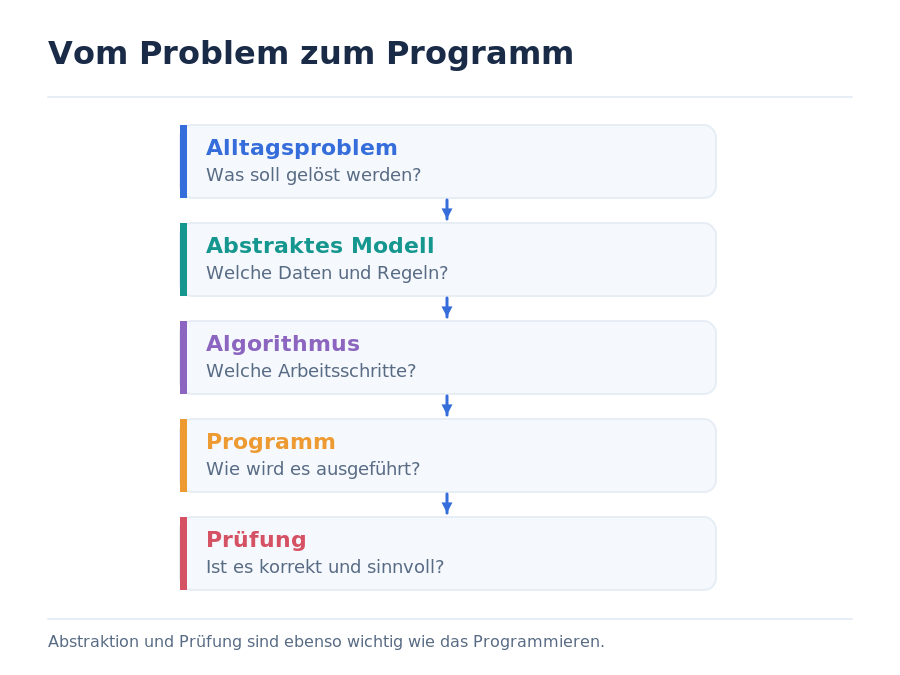 Vom Problem zum Programm
Alltagsproblem
Was soll gelöst werden?
Abstraktes Modell
Welche Daten und Regeln?
Algorithmus
Welche Arbeitsschritte?
Programm
Wie wird es ausgeführt?
Prüfung
Ist es korrekt und sinnvoll?
Abstraktion und Prüfung sind ebenso wichtig wie das Programmieren.